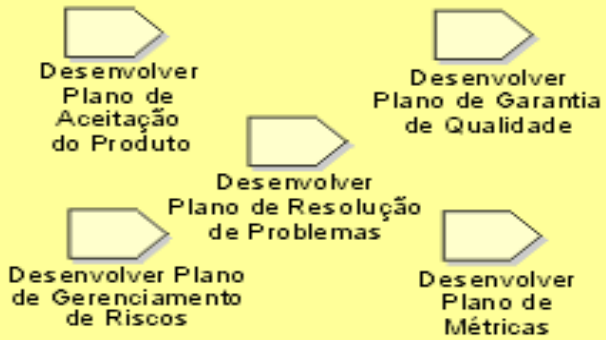 Desenvolver
Plano de
Aceitação
do Produto
Desenvolver
Plano de Garantia
de Qualidade
Desenvolver
Plano de Resolução
de Problemas
Desenvolver Plano
de Gerenciamento
de Riscos
Desenvolver
Plano de
Métricas